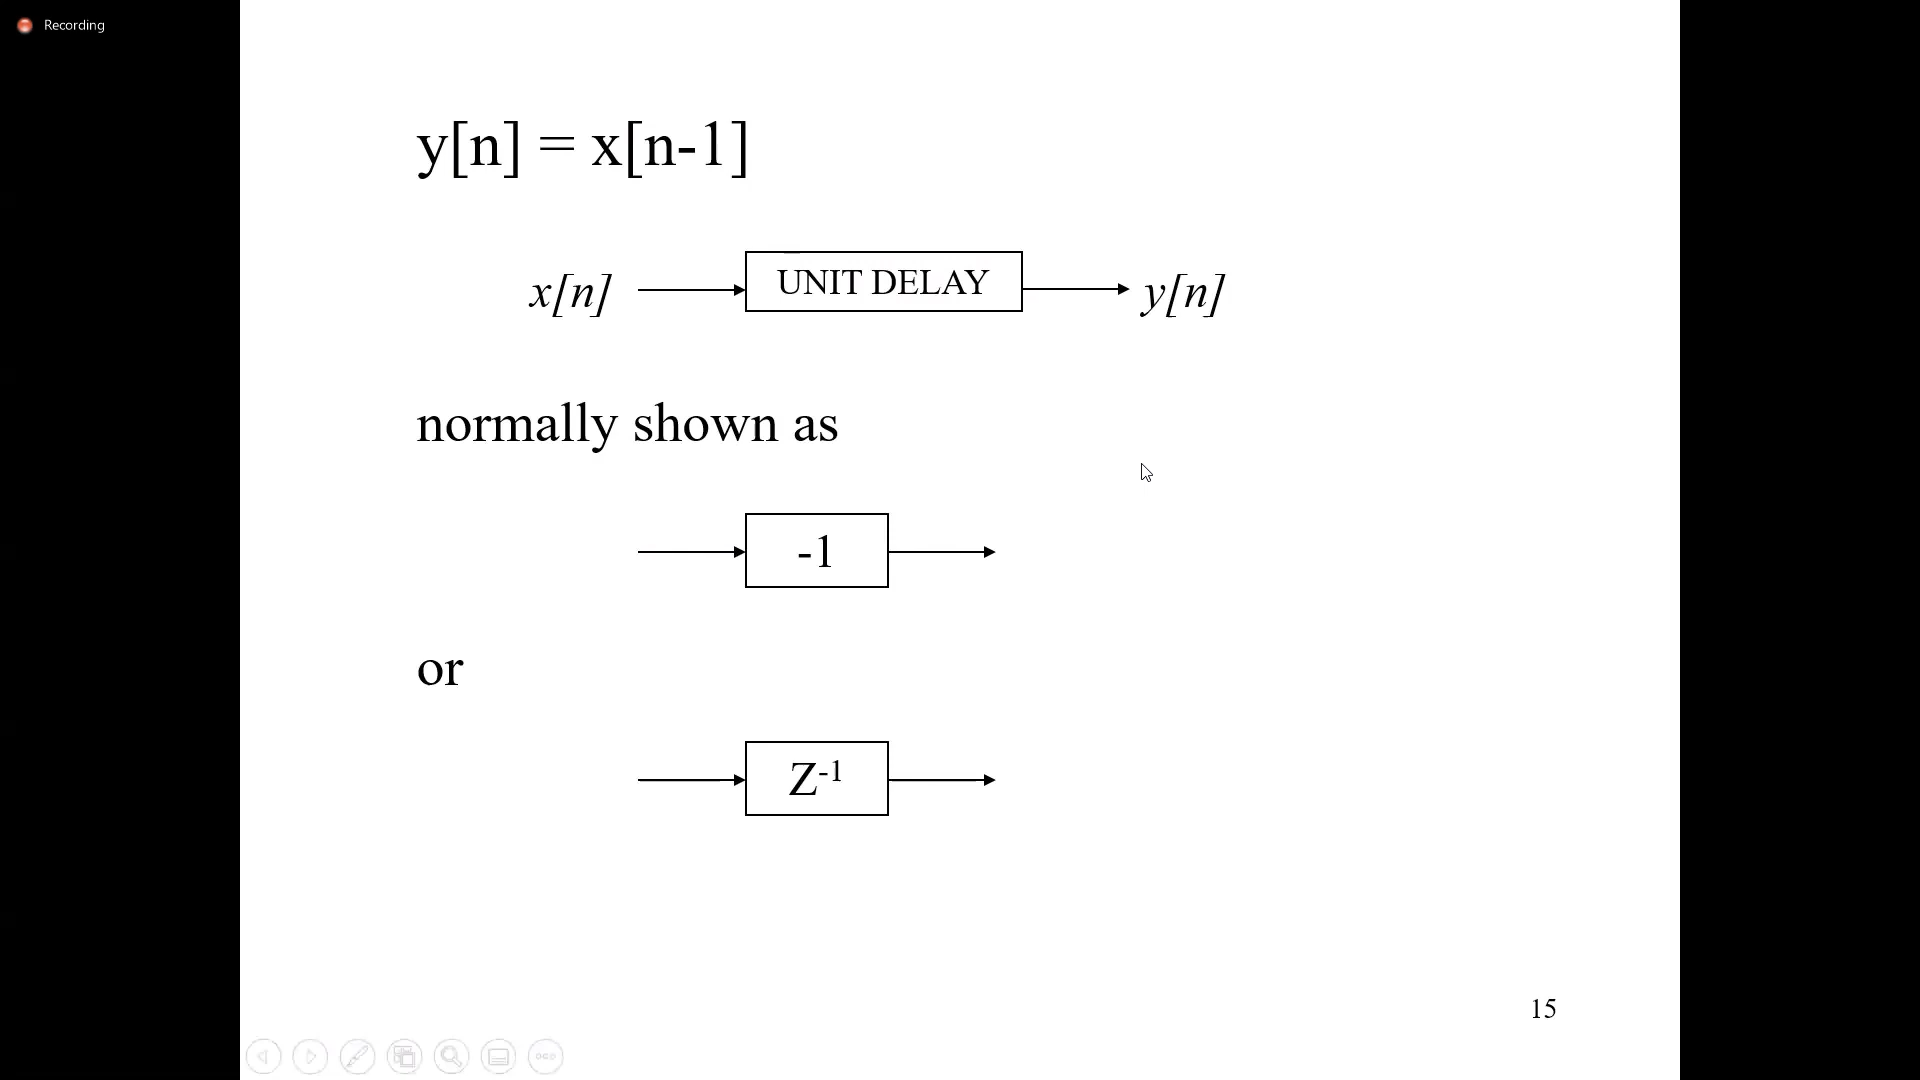 Recording
y[n] = x[n-1]
x[n] UNIT DELAY y[n]
normally shown as
-1
or
Z-1
15